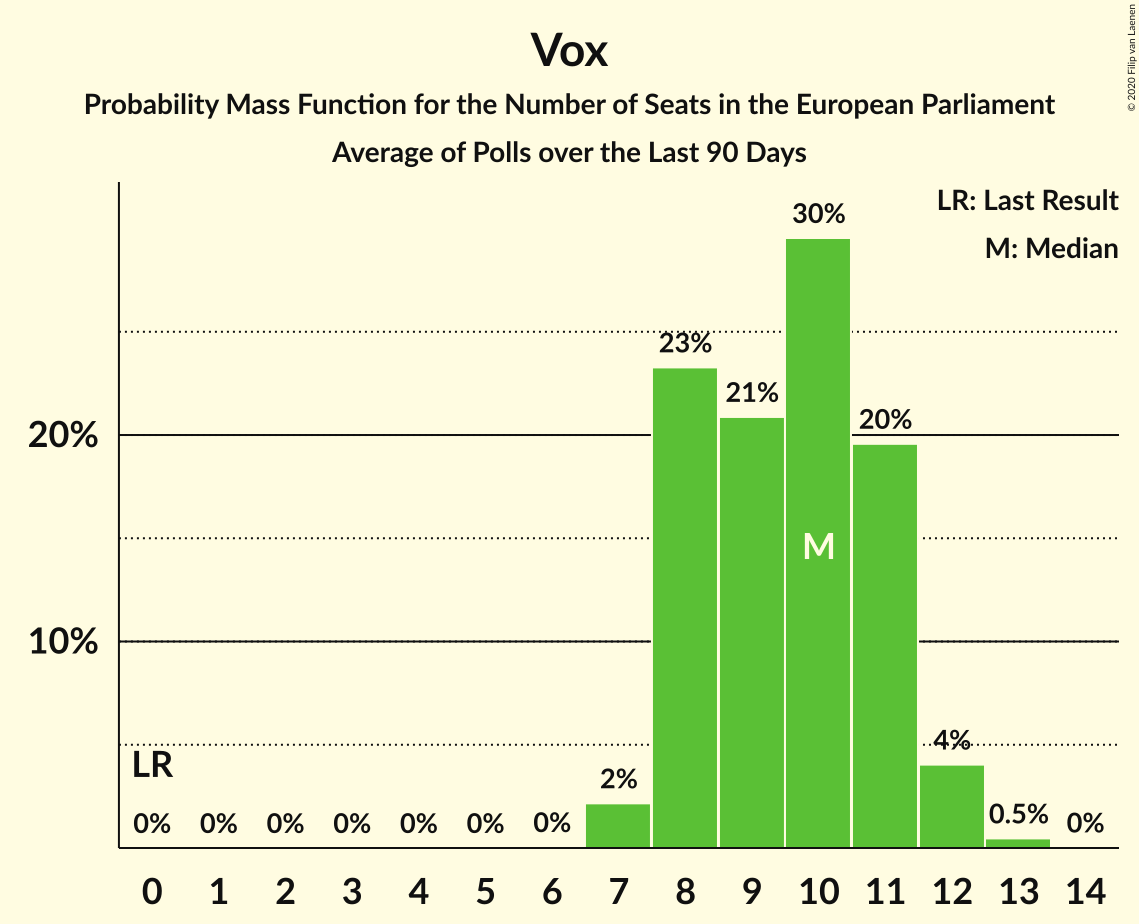 Vox
Probability Mass Function for the Number of Seats in the European Parliament
Average of Polls over the Last 90 Days
© 2020 Filip van Laenen
LR: Last Result
M: Median
30%
23%
21%
20%
20%
M
10%
LR
4%
2%
0% 0% 0% 0% 0% 0% 0% 0.5% 0%
0 1 2 3 4 5 6 7 8 9 10 11 12 13 14